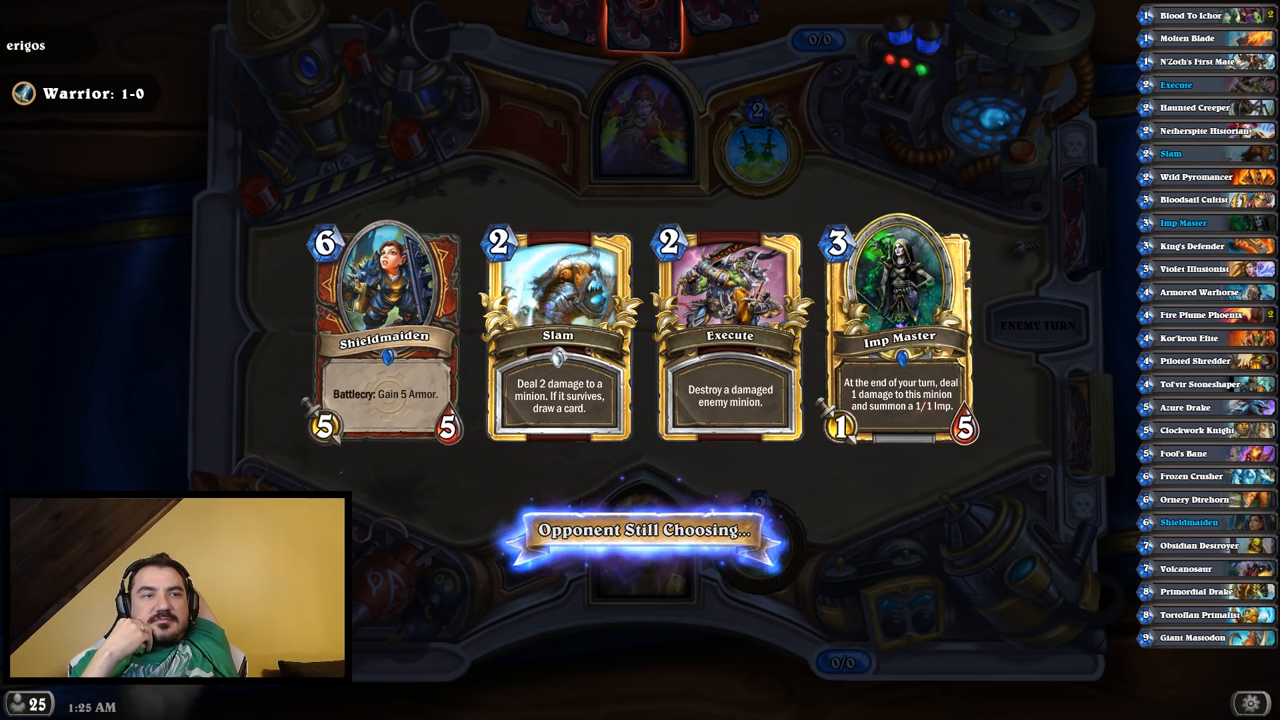 erigos
Warrior: 1-0
0/0
2
ENEMY TURN
6
Shieldmaiden
Battlecry: Gain 5 Armor.
5
5
2
Slam
Deal 2 damage to a
minion. If it survives,
draw a card.
2
Execute
Destroy a damaged
enemy minion.
3
Imp Master
At the end of your turn, deal
1 damage to this minion
and summon a 1/1 Imp.
1
5
Opponent Still Choosing...
0/0
25
1:25 AM
1 Blood To Ichor 2
1 Molten Blade
1 N'Zoth's First Mate
2 Execute
2 Haunted Creeper
2 Netherspite Historian
2 Slam
2 Wild Pyromancer
3 Bloodsail Cultist
3 Imp Master
3 King's Defender
3 Violet Illusionist
4 Armored Warhorse
4 Fire Plume Phoenix 2
4 Kor'kron Elite
4 Piloted Shredder
4 Tol'vir Stoneshaper
5 Azure Drake
5 Clockwork Knight
5 Fool's Bane
6 Frozen Crusher
6 Ornery Direhorn
6 Shieldmaiden
7 Obsidian Destroyer
7 Volcanosaur
8 Primordial Drake
8 Tortollan Primalist
9 Giant Mastodon